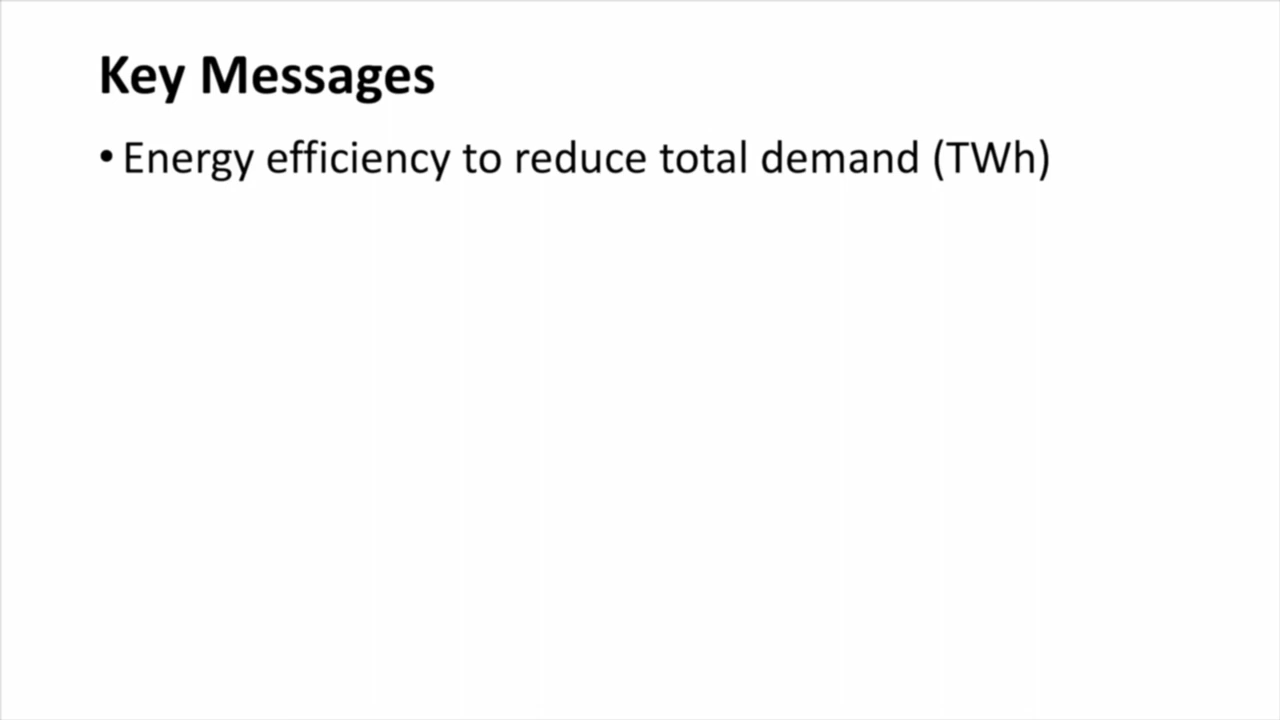 Key Messages
• Energy efficiency to reduce total demand (TWh)